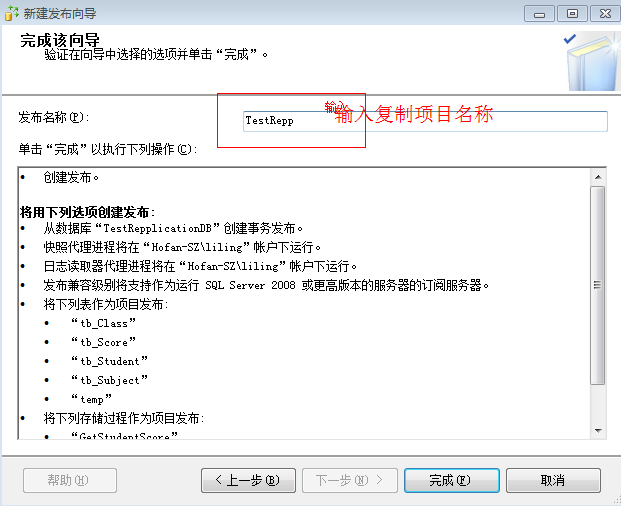 新建发布向导
完成该向导
验证在向导中选择的选项并单击“完成”。
输入
发布名称(P):
TestRepp
输入复制项目名称
单击“完成”以执行下列操作(C):
• 创建发布。
将用下列选项创建发布:
• 从数据库“TestRepplicationDB”创建事务发布。
• 快照代理进程将在“Hofan-SZ\liling”帐户下运行。
• 日志读取器代理进程将在“Hofan-SZ\liling”帐户下运行。
• 发布兼容级别将支持作为运行 SQL Server 2008 或更高版本的服务器的订阅服务器。
• 将下列表作为项目发布:
• “tb_Class”
• “tb_Score”
• “tb_Student”
• “tb_Subject”
• “temp”
• 将下列存储过程作为项目发布:
• “GetStudentScore”
帮助(H)
< 上一步(B)
下一步(N) >
完成(F)
取消